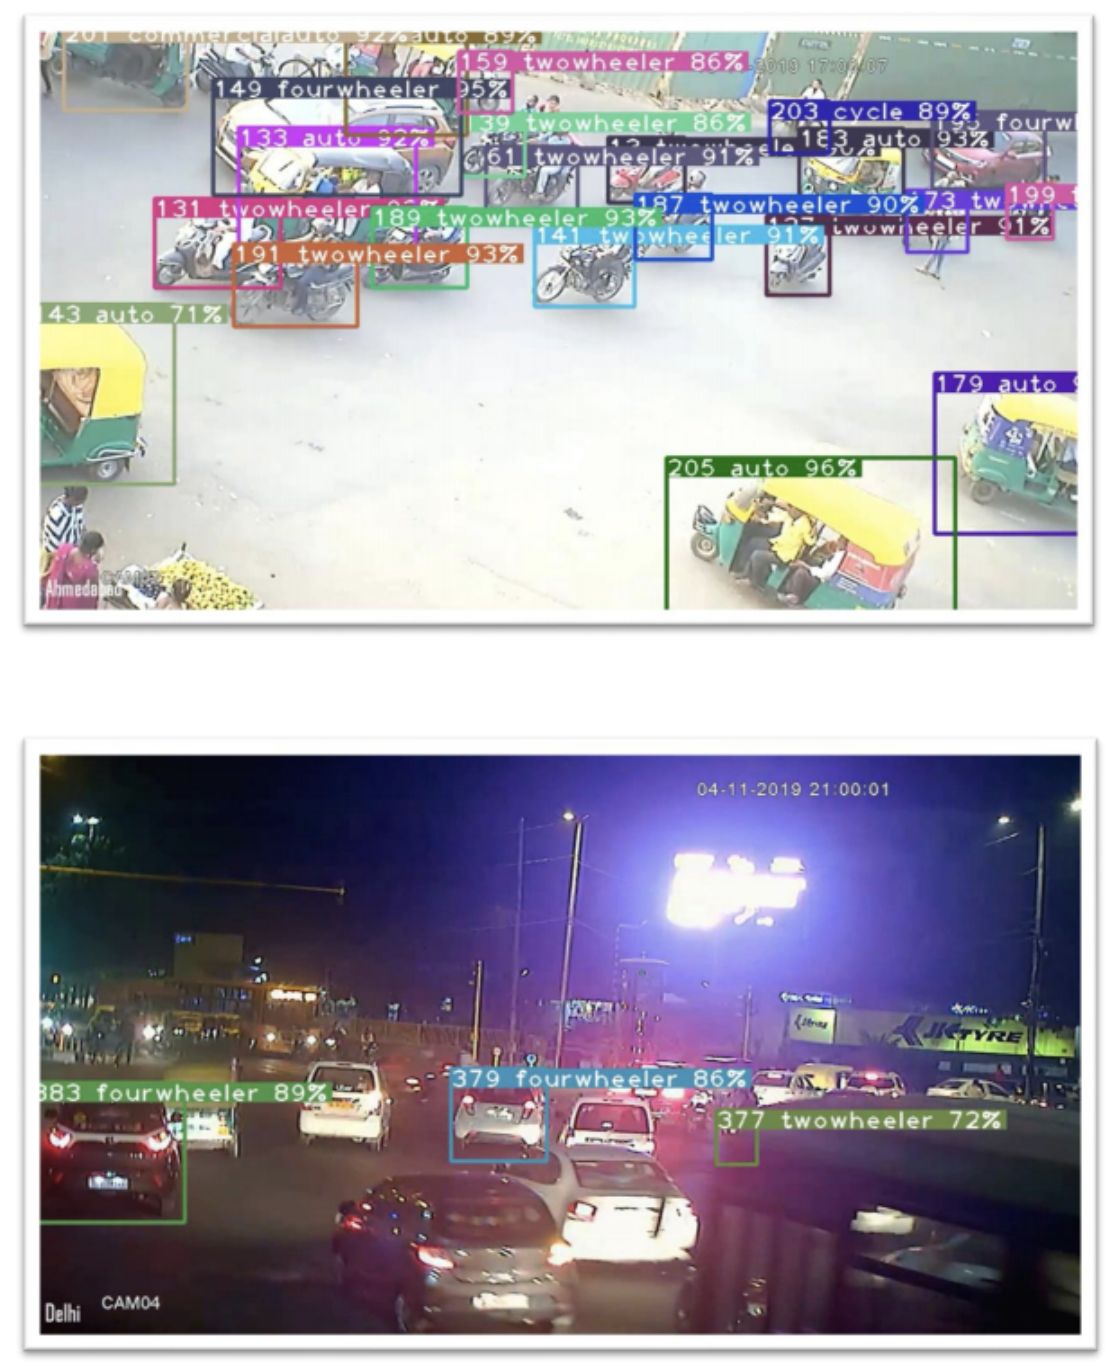 201 commercialauto 92% auto 89%
159 twowheeler 86%
2019 17:06:07
149 fourwheeler 95%
203 cycle 89%
39 twowheeler 86%
133 auto 92%
183 auto 93%
fourw
61 twowheeler 91%
187 twowheeler 90%
73 tw
199
131 twowheeler
189 twowheeler 93%
141 twowheeler 91%
twowheeler 91%
191 twowheeler 93%
43 auto 71%
179 auto
205 auto 96%
Ahmedabad
04-11-2019 21:00:01
JK TYRE
379 fourwheeler 86%
383 fourwheeler 89%
377 twowheeler 72%
CAM04
Delhi